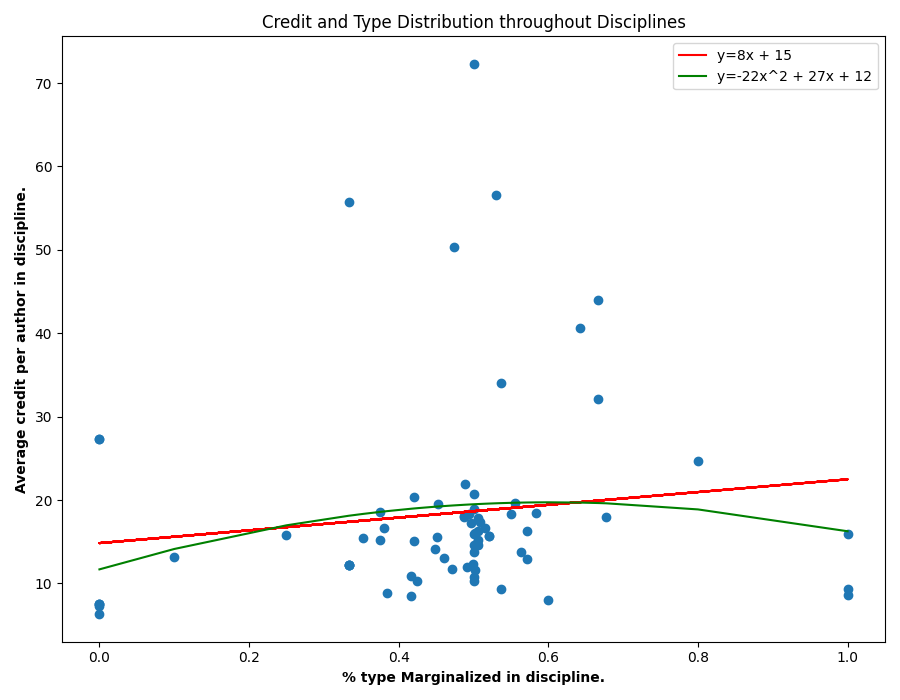 Credit and Type Distribution throughout Disciplines
y=8x + 15
y=-22x^2 + 27x + 12
Average credit per author in discipline.
70
60
50
40
30
20
10
0.0
0.2
0.4
0.6
0.8
1.0
% type Marginalized in discipline.